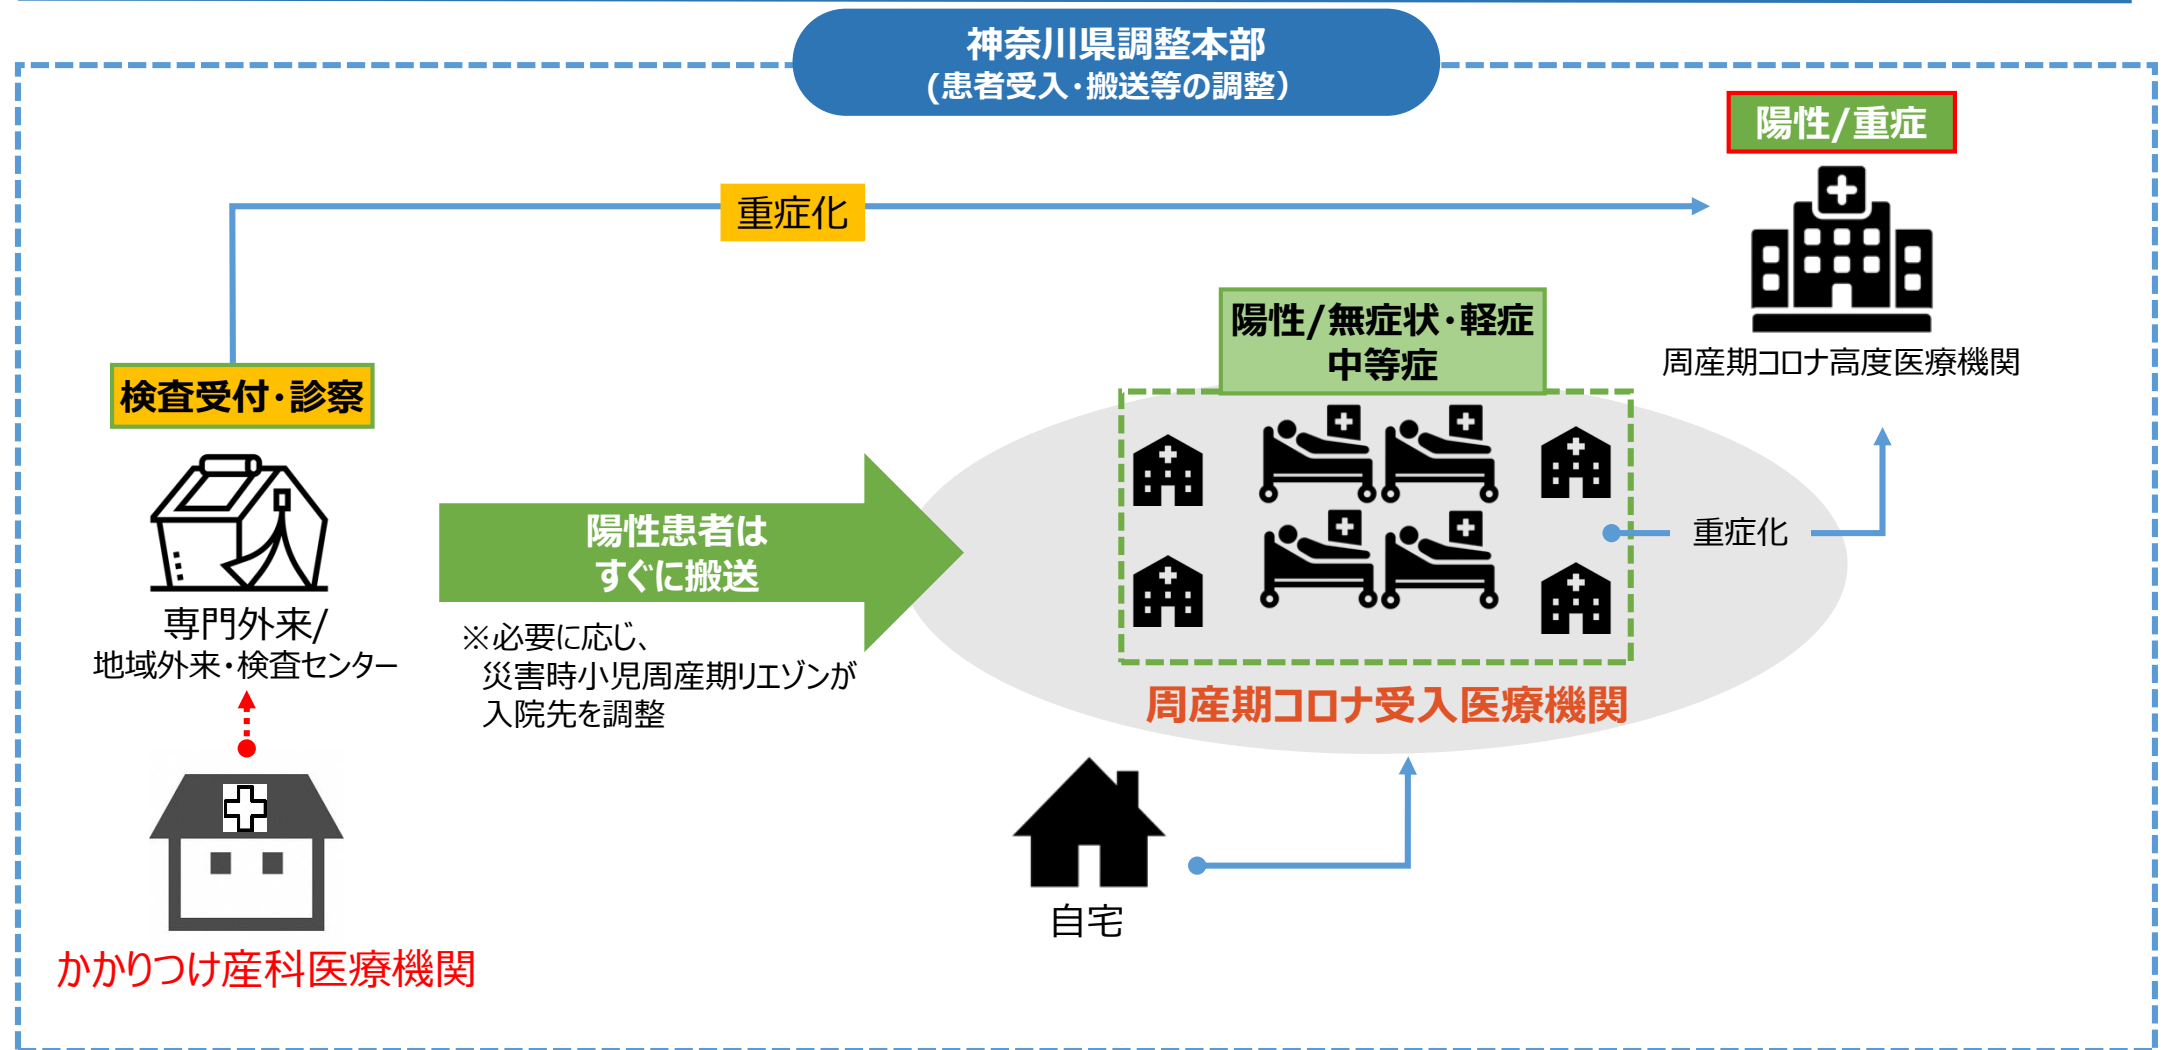 神奈川県調整本部
(患者受入・搬送等の調整）
陽性/重症
重症化
周産期コロナ高度医療機関
陽性/無症状・軽症
中等症
検査受付・診察
専門外来/
地域外来・検査センター
陽性患者は
すぐに搬送
※必要に応じ、
災害時小児周産期リエゾンが
入院先を調整
重症化
周産期コロナ受入医療機関
自宅
かかりつけ産科医療機関